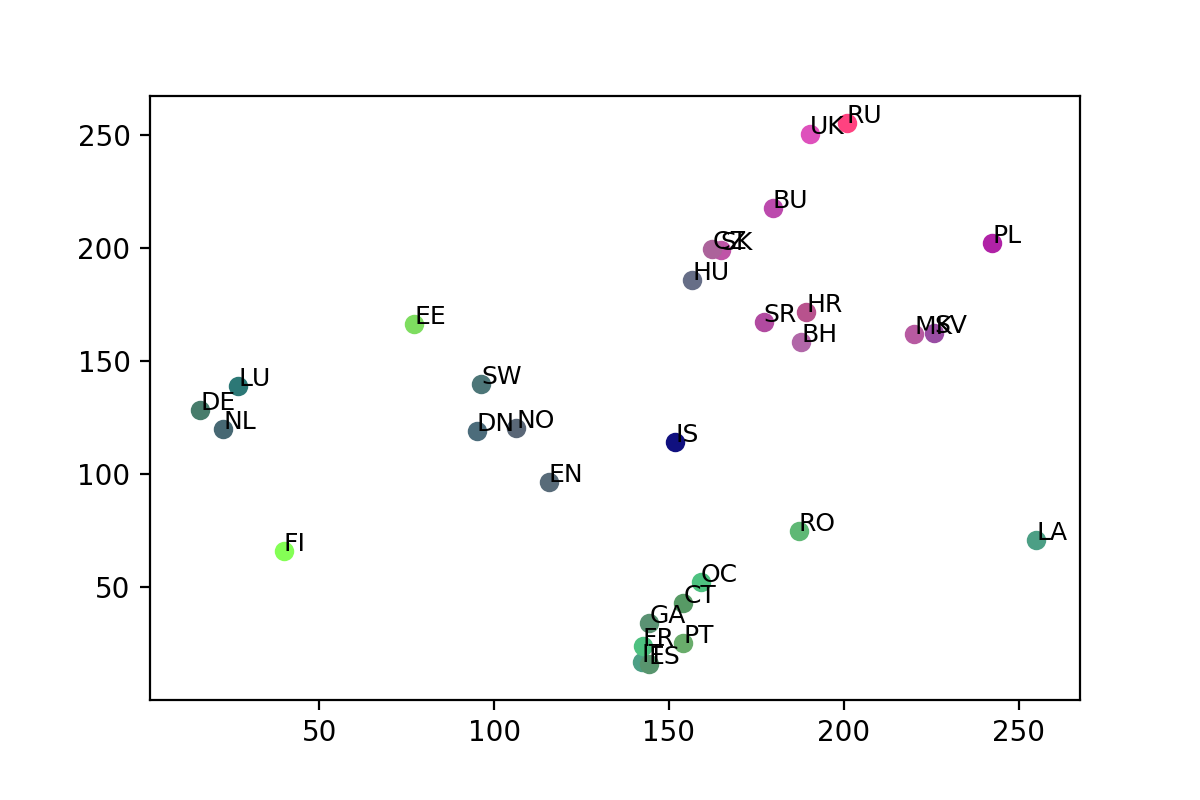 250
200
150
100
50
50
100
150
200
250
RU
UK
BU
PL
CZ
SK
HU
HR
SR
EE
MK
SV
BH
LU
SW
DE
NL
DN
NO
IS
EN
RO
LA
FI
OC
CT
GA
PT
FR
IT
ES